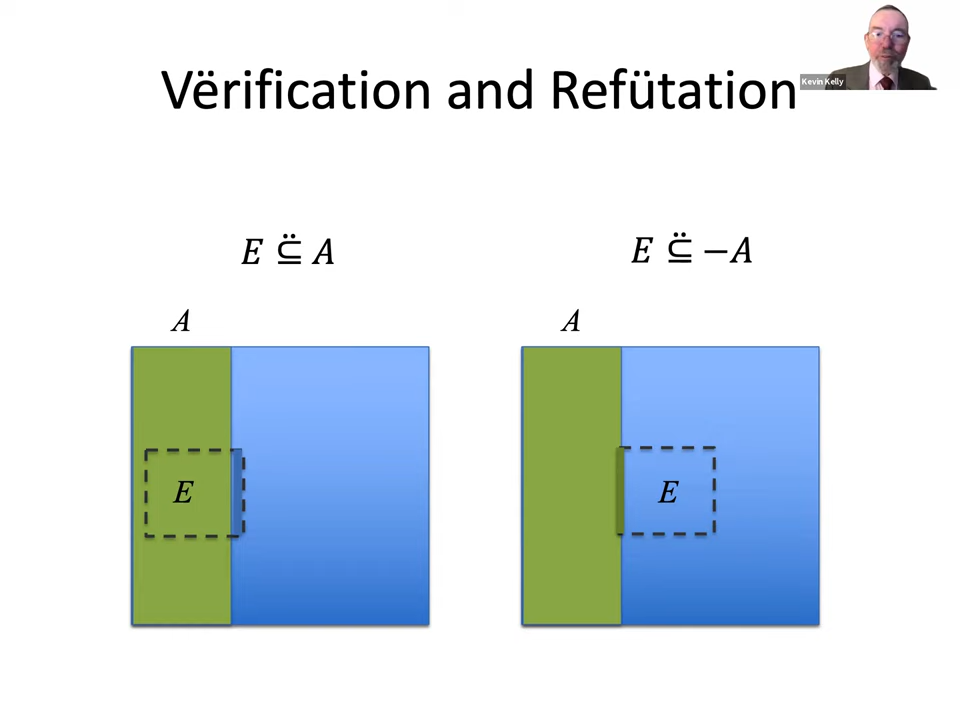 Vërification and Refütation
Kevin Kelly
E ⊆̈ A
E ⊆̈ −A
A
A
E
E